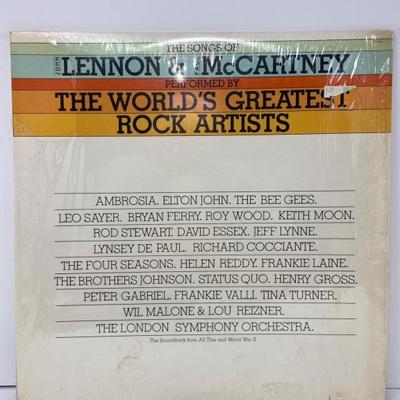 THE SONGS OF
JOHN LENNON & PAUL McCARTNEY
PERFORMED BY
THE WORLD'S GREATEST
ROCK ARTISTS
AMBROSIA. ELTON JOHN. THE BEE GEES.
LEO SAYER. BRYAN FERRY. ROY WOOD. KEITH MOON.
ROD STEWART. DAVID ESSEX. JEFF LYNNE.
LYNSEY DE PAUL. RICHARD COCCIANTE.
THE FOUR SEASONS. HELEN REDDY. FRANKIE LAINE.
THE BROTHERS JOHNSON. STATUS QUO. HENRY GROSS.
PETER GABRIEL. FRANKIE VALLI. TINA TURNER.
WIL MALONE & LOU REIZNER.
THE LONDON SYMPHONY ORCHESTRA.
The Soundtrack from All This and World War II